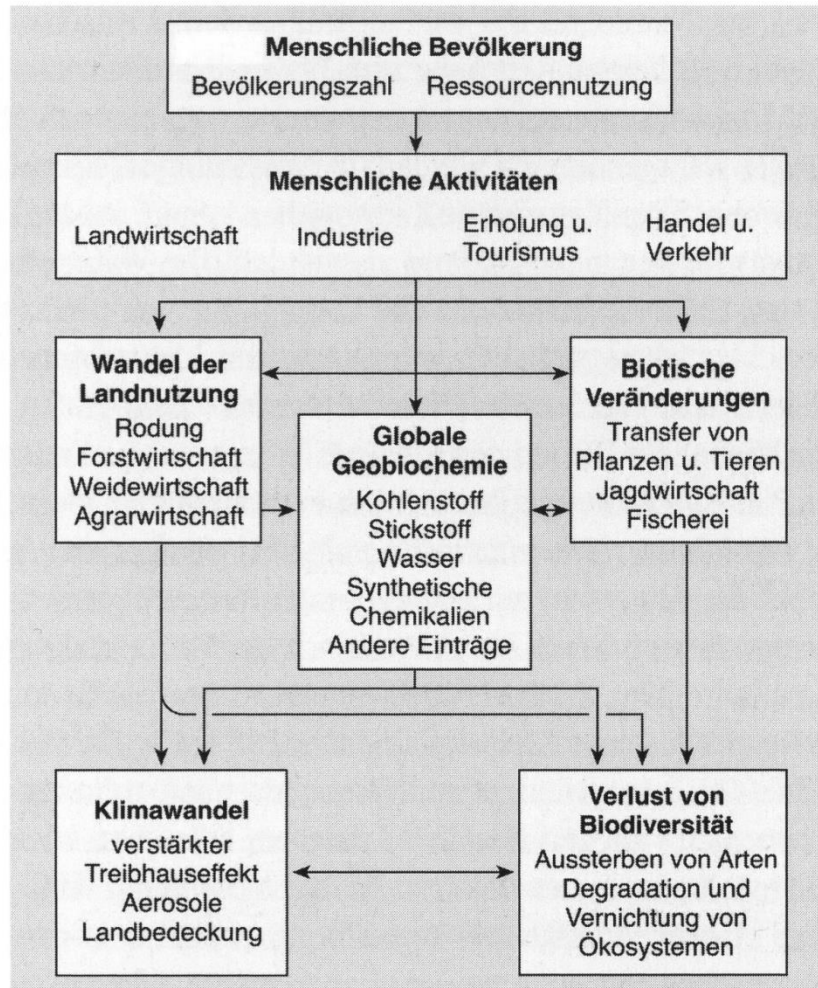 Menschliche Bevölkerung
Bevölkerungszahl Ressourcennutzung
Menschliche Aktivitäten
Landwirtschaft Industrie Erholung u. Tourismus Handel u. Verkehr
Wandel der
Landnutzung
Rodung
Forstwirtschaft
Weidewirtschaft
Agrarwirtschaft
Globale
Geobiochemie
Kohlenstoff
Stickstoff
Wasser
Synthetische
Chemikalien
Andere Einträge
Biotische
Veränderungen
Transfer von
Pflanzen u. Tieren
Jagdwirtschaft
Fischerei
Klimawandel
verstärkter
Treibhauseffekt
Aerosole
Landbedeckung
Verlust von
Biodiversität
Aussterben von Arten
Degradation und
Vernichtung von
Ökosystemen